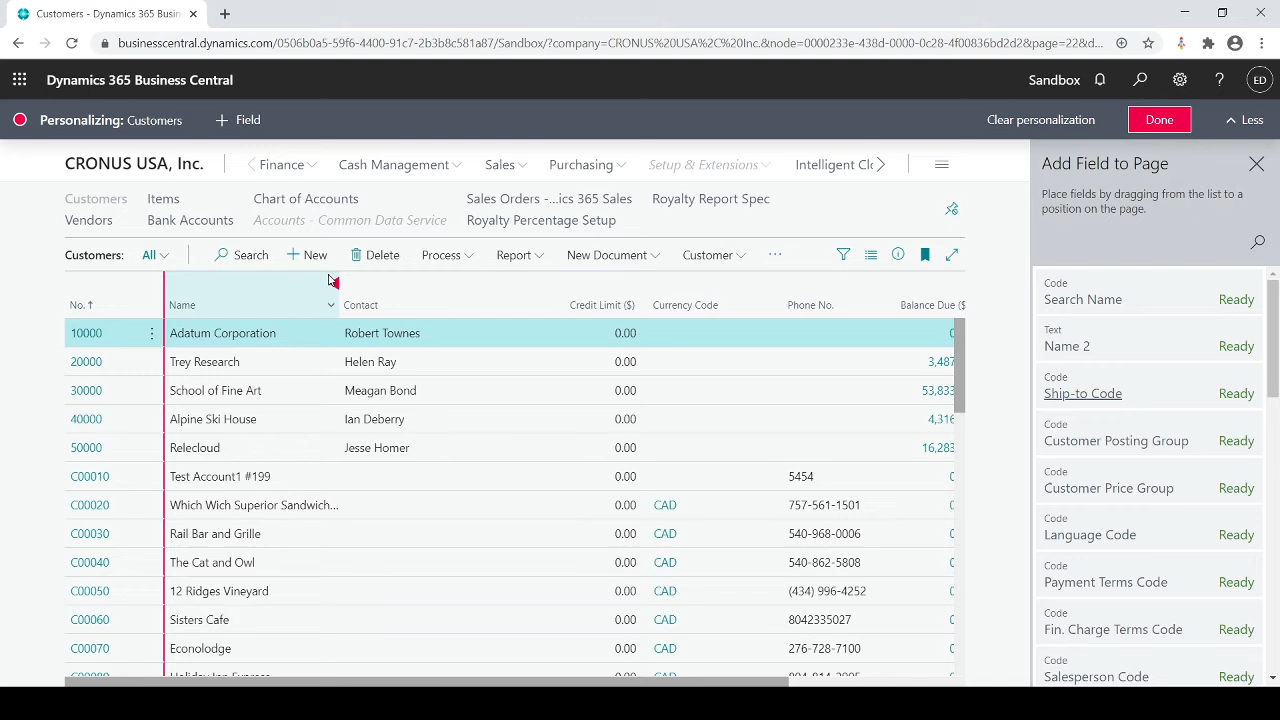 Customers - Dynamics 365 Busin
businesscentral.dynamics.com/0506b0a5-59f6-4400-91c7-2b3b8c581a87/Sandbox/?company=CRONUS%20USA%2C%20Inc.&node=0000233e-438d-0000-0c28-4f00836bd2d2&page=22&d...
Dynamics 365 Business Central
Sandbox
ED
Personalizing: Customers
+ Field
Clear personalization
Done
Less
CRONUS USA, Inc.
Finance
Cash Management
Sales
Purchasing
Setup & Extensions
Intelligent Clo
Customers
Items
Chart of Accounts
Sales Orders -...ics 365 Sales
Royalty Report Spec
Vendors
Bank Accounts
Accounts - Common Data Service
Royalty Percentage Setup
Customers: All
Search
+ New
Delete
Process
Report
New Document
Customer
...
No.↑ Name Contact Credit Limit ($) Currency Code Phone No. Balance Due ($
10000 Adatum Corporation Robert Townes 0.00 0
20000 Trey Research Helen Ray 0.00 3,487
30000 School of Fine Art Meagan Bond 0.00 53,833
40000 Alpine Ski House Ian Deberry 0.00 4,316
50000 Relecloud Jesse Homer 0.00 16,283
C00010 Test Account1 #199 0.00 5454 0
C00020 Which Wich Superior Sandwich... 0.00 CAD 757-561-1501 0
C00030 Rail Bar and Grille 0.00 CAD 540-968-0006 0
C00040 The Cat and Owl 0.00 CAD 540-862-5808 0
C00050 12 Ridges Vineyard 0.00 CAD (434) 996-4252 0
C00060 Sisters Cafe 0.00 CAD 8042335027 0
C00070 Econolodge 0.00 CAD 276-728-7100 0
Add Field to Page
Place fields by dragging from the list to a
position on the page.
Code
Search Name Ready
Text
Name 2 Ready
Code
Ship-to Code Ready
Code
Customer Posting Group Ready
Code
Customer Price Group Ready
Code
Language Code Ready
Code
Payment Terms Code Ready
Code
Fin. Charge Terms Code Ready
Code
Salesperson Code Ready